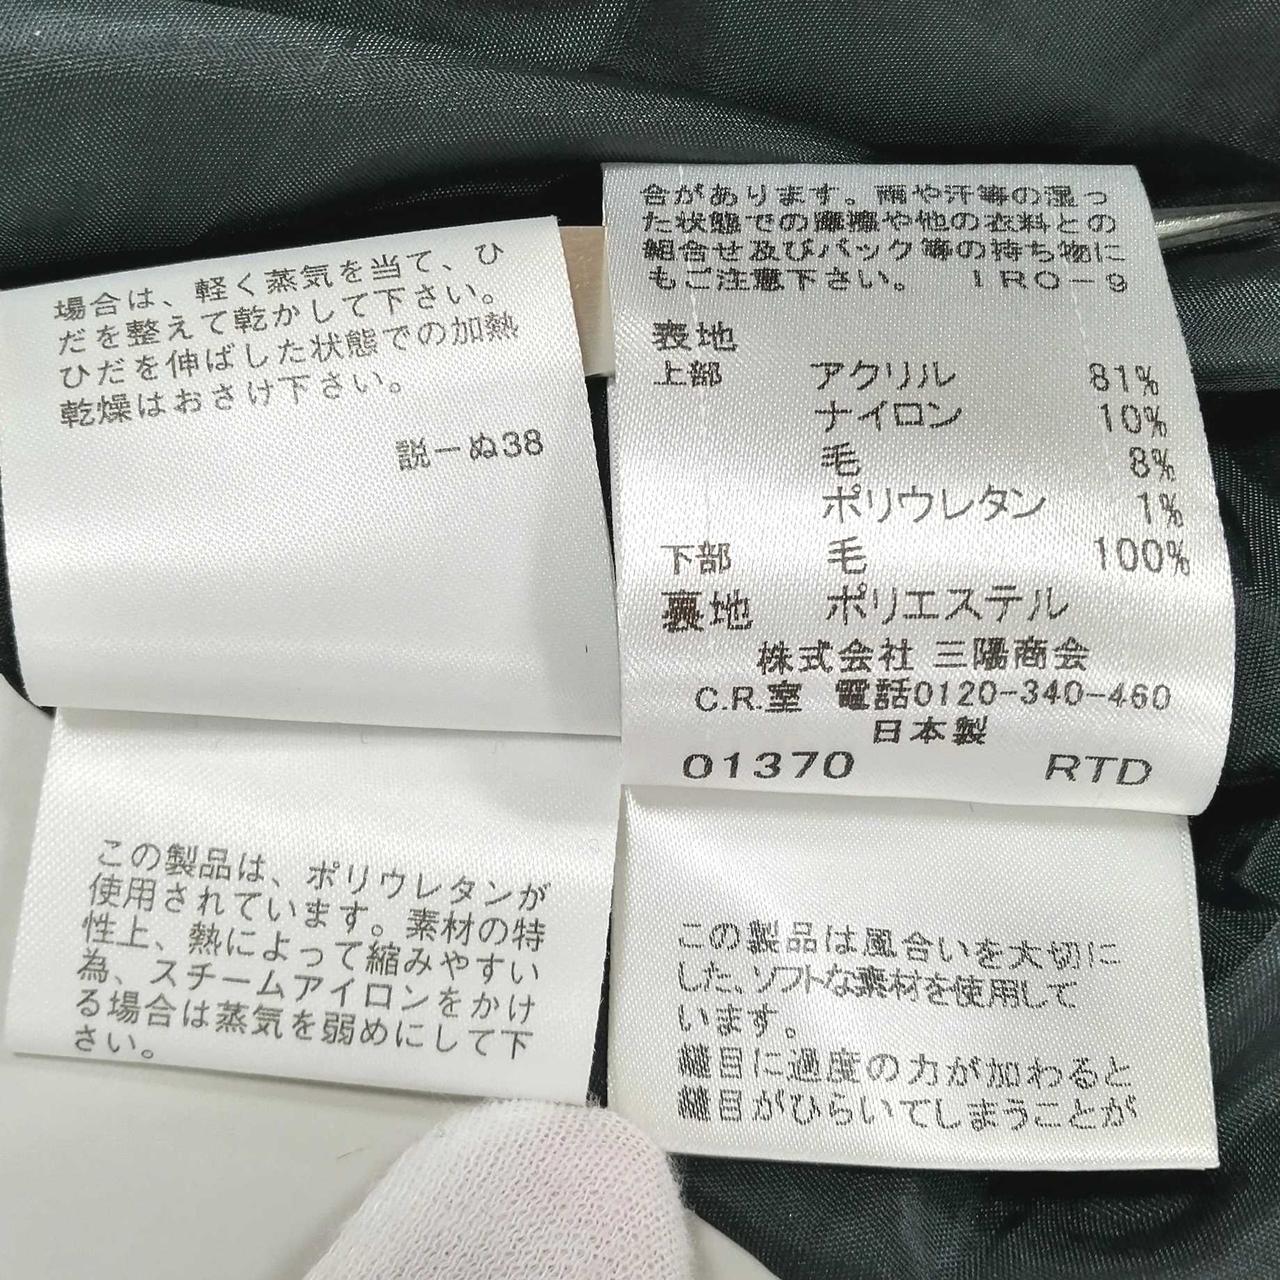 場合は、軽く蒸気を当て、ひ
だを整えて乾かして下さい。
ひだを伸ばした状態での加熱
乾燥はおさけ下さい。
説ーぬ38
この製品は、ポリウレタンが
使用されています。素材の特
性上、熱によって縮みやすい
為、スチームアイロンをかけ
る場合は蒸気を弱めにして下
さい。
合があります。雨や汗等の湿っ
た状態での摩擦や他の衣料との
組合せ及びバック等の持ち物に
もご注意下さい。 IRO-9
表地
上部 アクリル 81%
ナイロン 10%
毛 8%
ポリウレタン 1%
下部 毛 100%
裏地 ポリエステル
株式会社 三陽商会
C.R.室 電話0120-340-460
日本製
01370 RTD
この製品は風合いを大切に
した、ソフトな素材を使用して
います。
縫目に過度の力が加わると
縫目がひらいてしまうことが